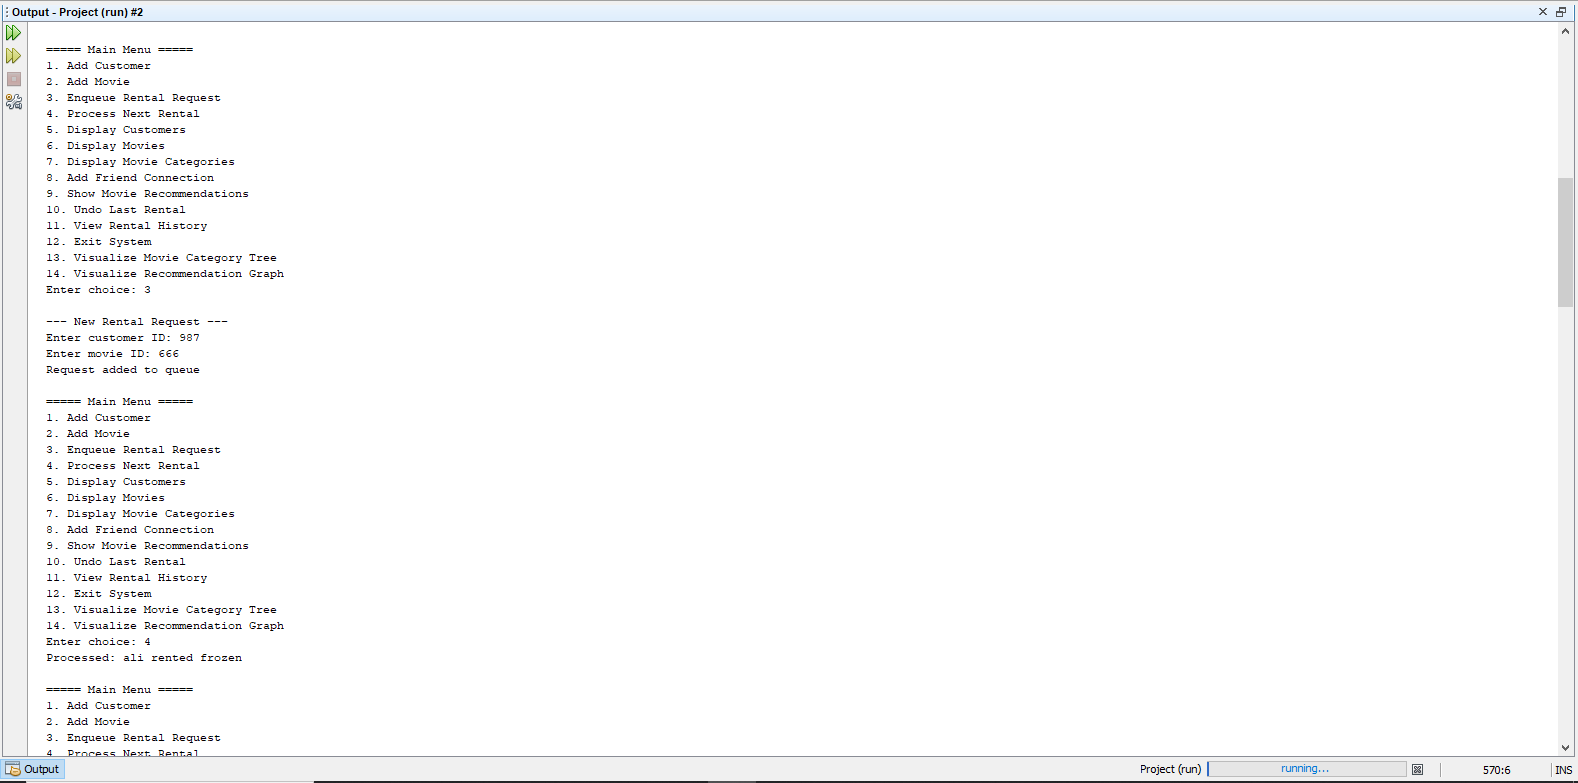 Output - Project (run) #2
===== Main Menu =====
1. Add Customer
2. Add Movie
3. Enqueue Rental Request
4. Process Next Rental
5. Display Customers
6. Display Movies
7. Display Movie Categories
8. Add Friend Connection
9. Show Movie Recommendations
10. Undo Last Rental
11. View Rental History
12. Exit System
13. Visualize Movie Category Tree
14. Visualize Recommendation Graph
Enter choice: 3
--- New Rental Request ---
Enter customer ID: 987
Enter movie ID: 666
Request added to queue
===== Main Menu =====
1. Add Customer
2. Add Movie
3. Enqueue Rental Request
4. Process Next Rental
5. Display Customers
6. Display Movies
7. Display Movie Categories
8. Add Friend Connection
9. Show Movie Recommendations
10. Undo Last Rental
11. View Rental History
12. Exit System
13. Visualize Movie Category Tree
14. Visualize Recommendation Graph
Enter choice: 4
Processed: ali rented frozen
===== Main Menu =====
1. Add Customer
2. Add Movie
3. Enqueue Rental Request
4. Process Next Rental
Output
Project (run)
running...
570:6
INS